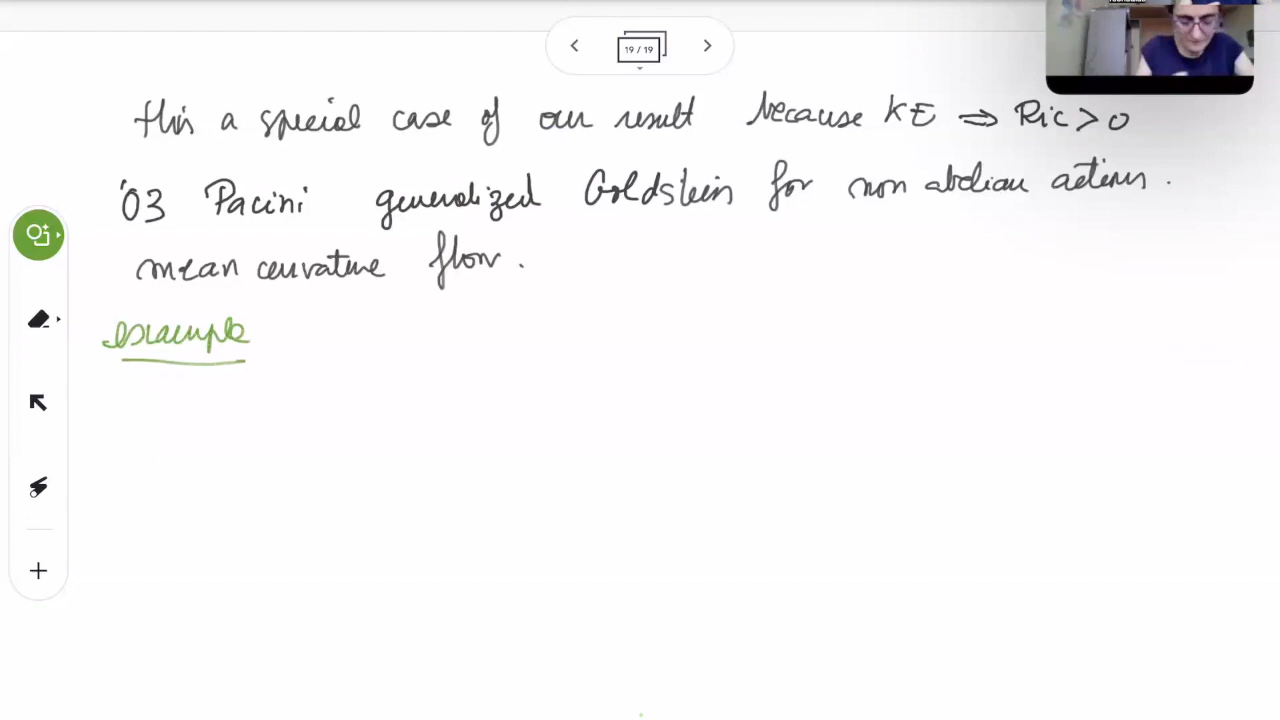 19 / 19
this a special case of our result because KE ⇒ Ric > 0
'03 Pacini generalized Goldstein for non abelian actions.
mean curvature flow.
example